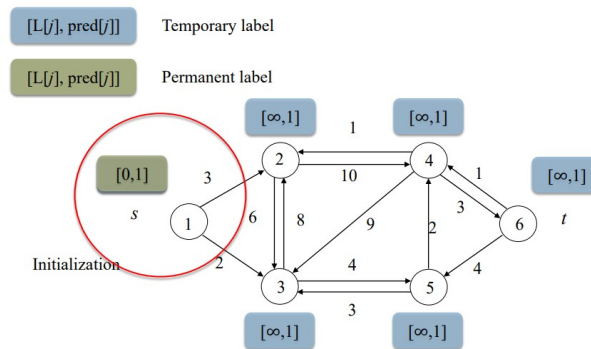 [L[j], pred[j]] Temporary label
[L[j], pred[j]] Permanent label
[∞,1] [∞,1]
1
[0,1] 3 2 10 4 1 [∞,1]
s 6 8 9 2 3 6 t
1
Initialization 2 4 4
3 5
3
[∞,1] [∞,1]